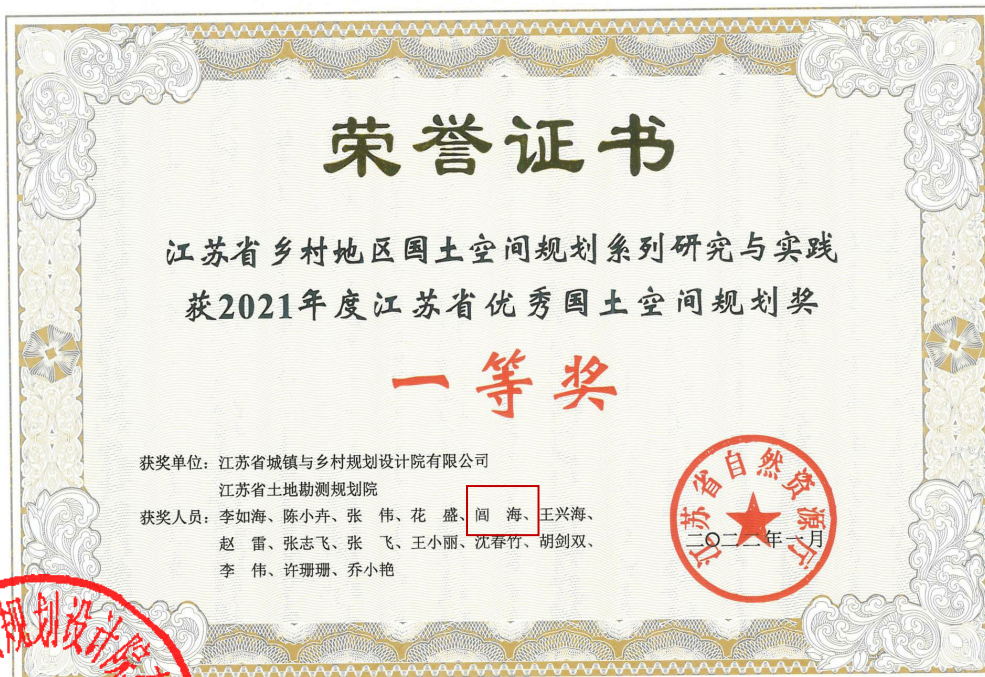 荣誉证书
江苏省乡村地区国土空间规划系列研究与实践
获2021年度江苏省优秀国土空间规划奖
一等奖
获奖单位：江苏省城镇与乡村规划设计院有限公司
江苏省土地勘测规划院
获奖人员：李如海、陈小卉、张　伟、花　盛、闾　海、王兴海、
赵　雷、张志飞、张　飞、王小丽、沈春竹、胡剑双、
李　伟、许珊珊、乔小艳
江苏省自然资源厅
二〇二二年一月
规划设计院